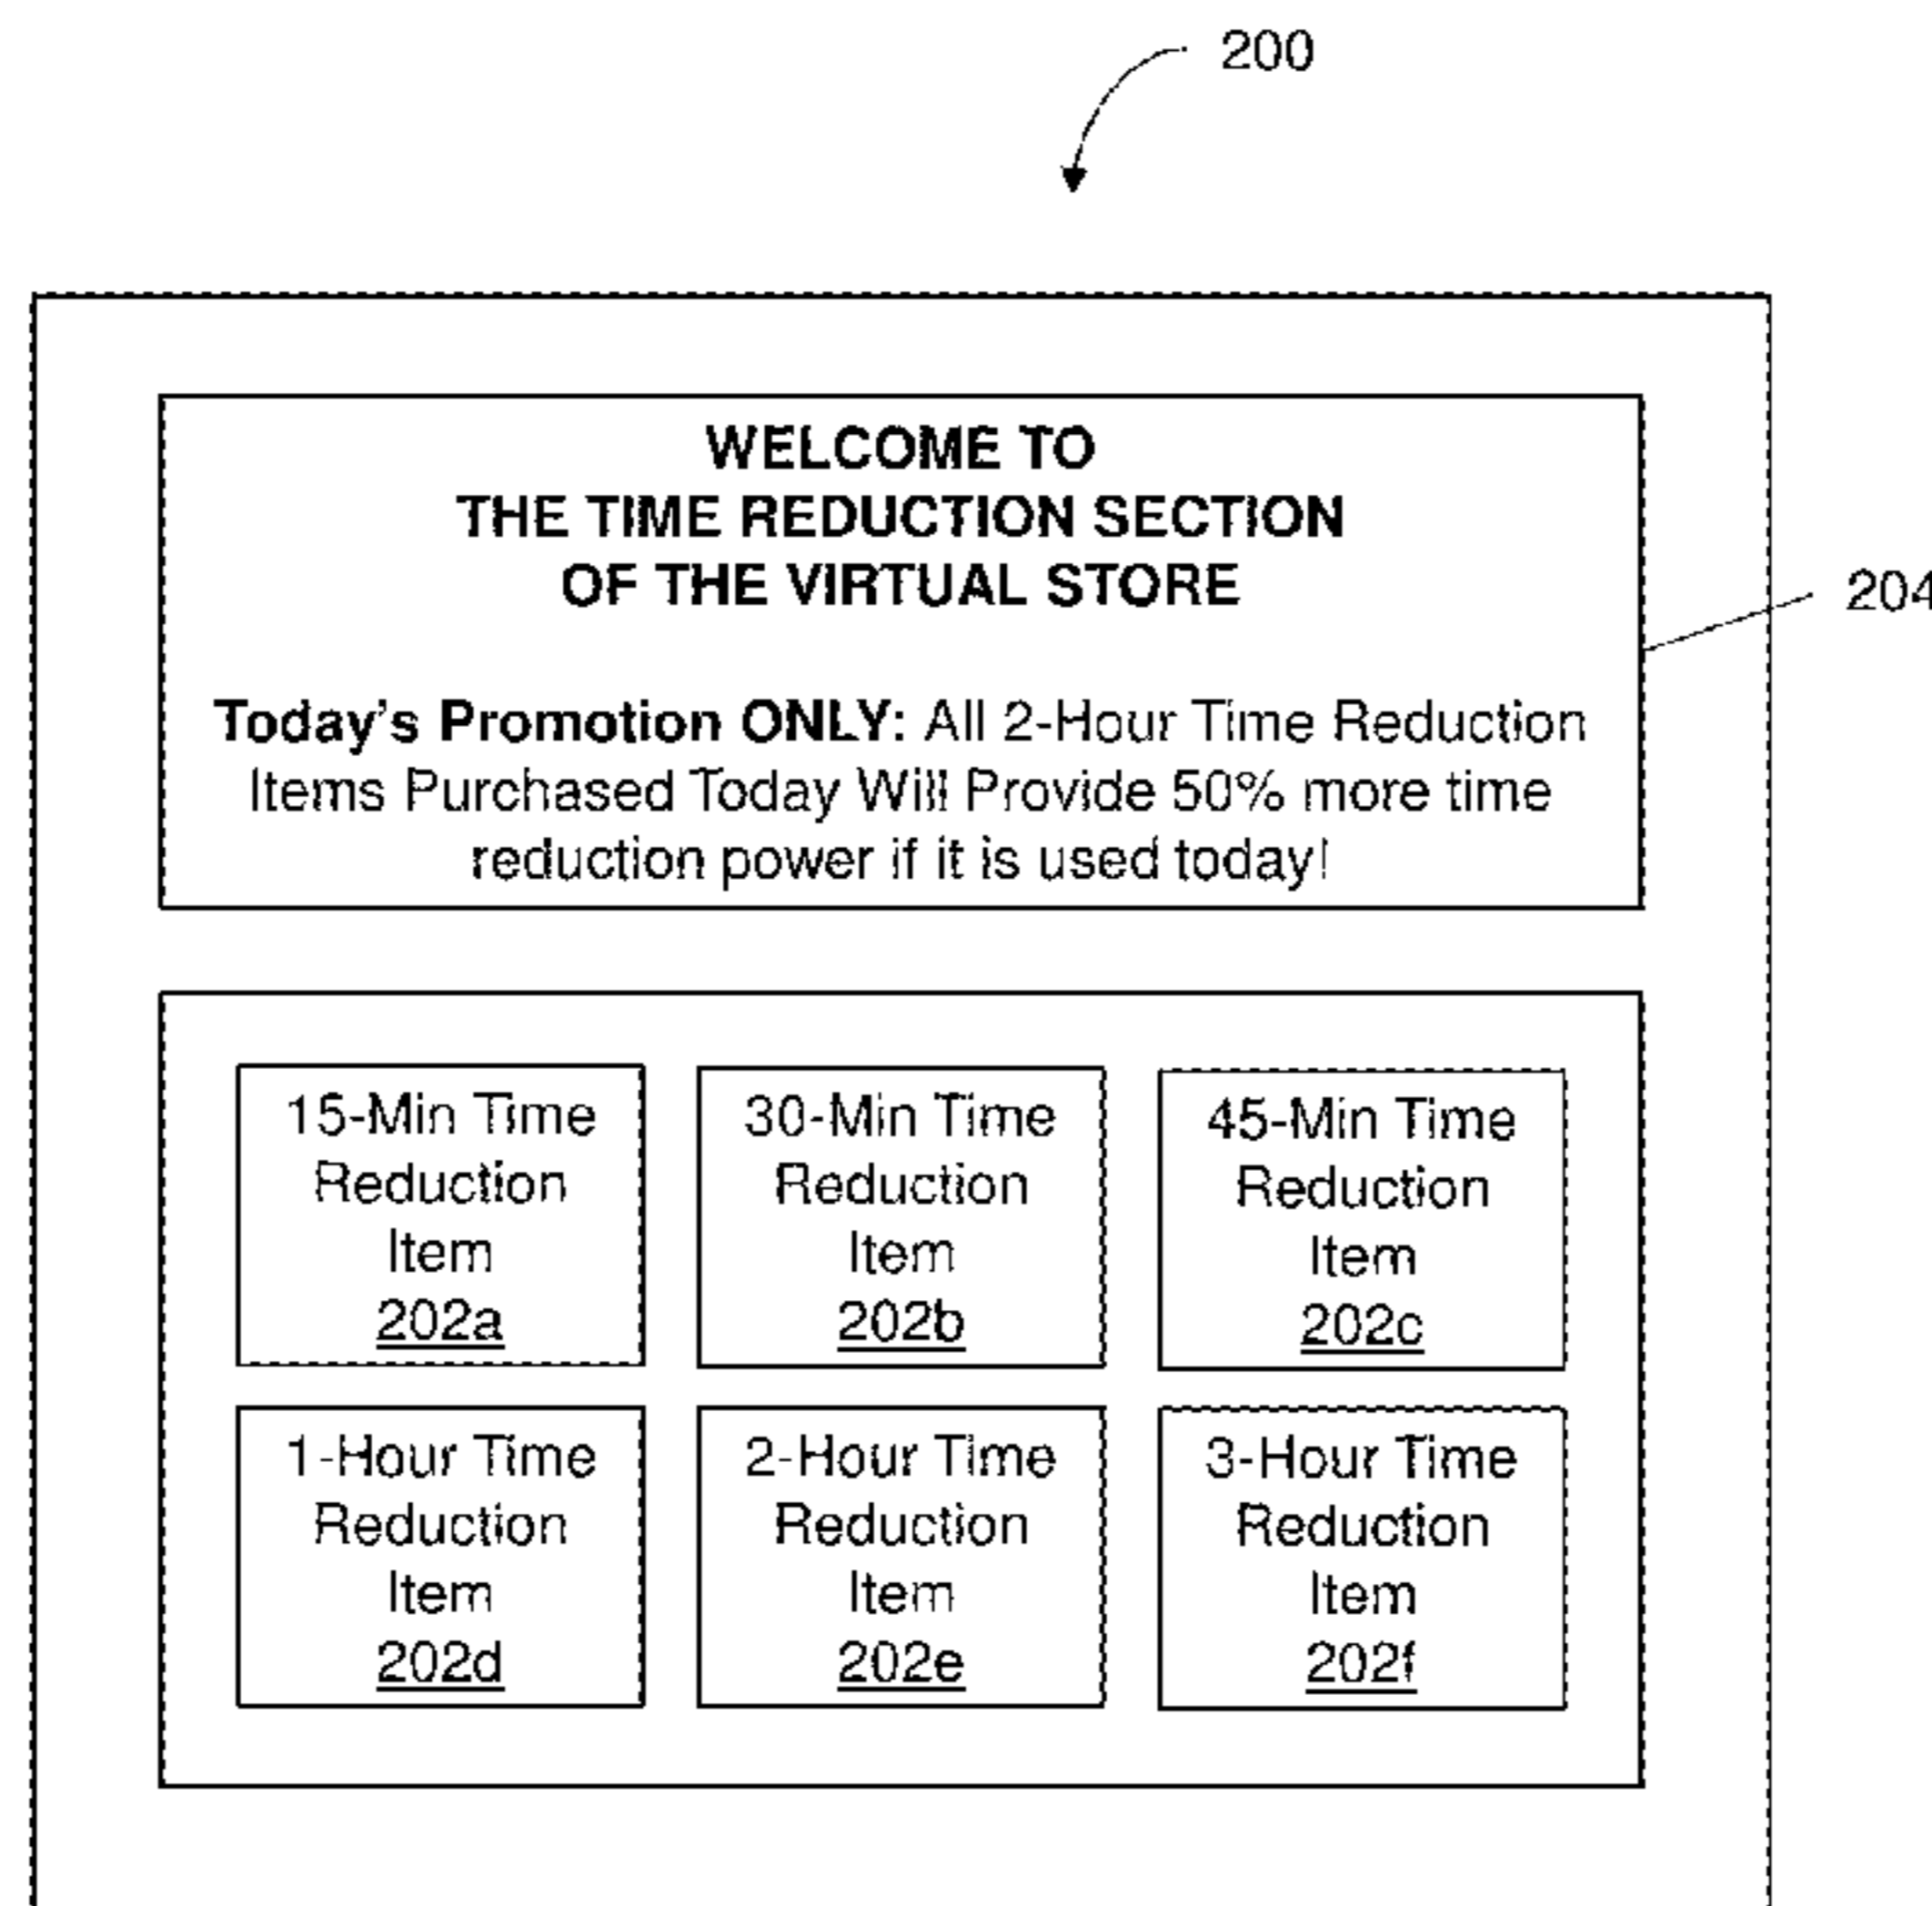 200
WELCOME TO
THE TIME REDUCTION SECTION
OF THE VIRTUAL STORE
204
Today's Promotion ONLY: All 2-Hour Time Reduction
Items Purchased Today Will Provide 50% more time
reduction power if it is used today!
15-Min Time
Reduction
Item
202a
30-Min Time
Reduction
Item
202b
45-Min Time
Reduction
Item
202c
1-Hour Time
Reduction
Item
202d
2-Hour Time
Reduction
Item
202e
3-Hour Time
Reduction
Item
202f